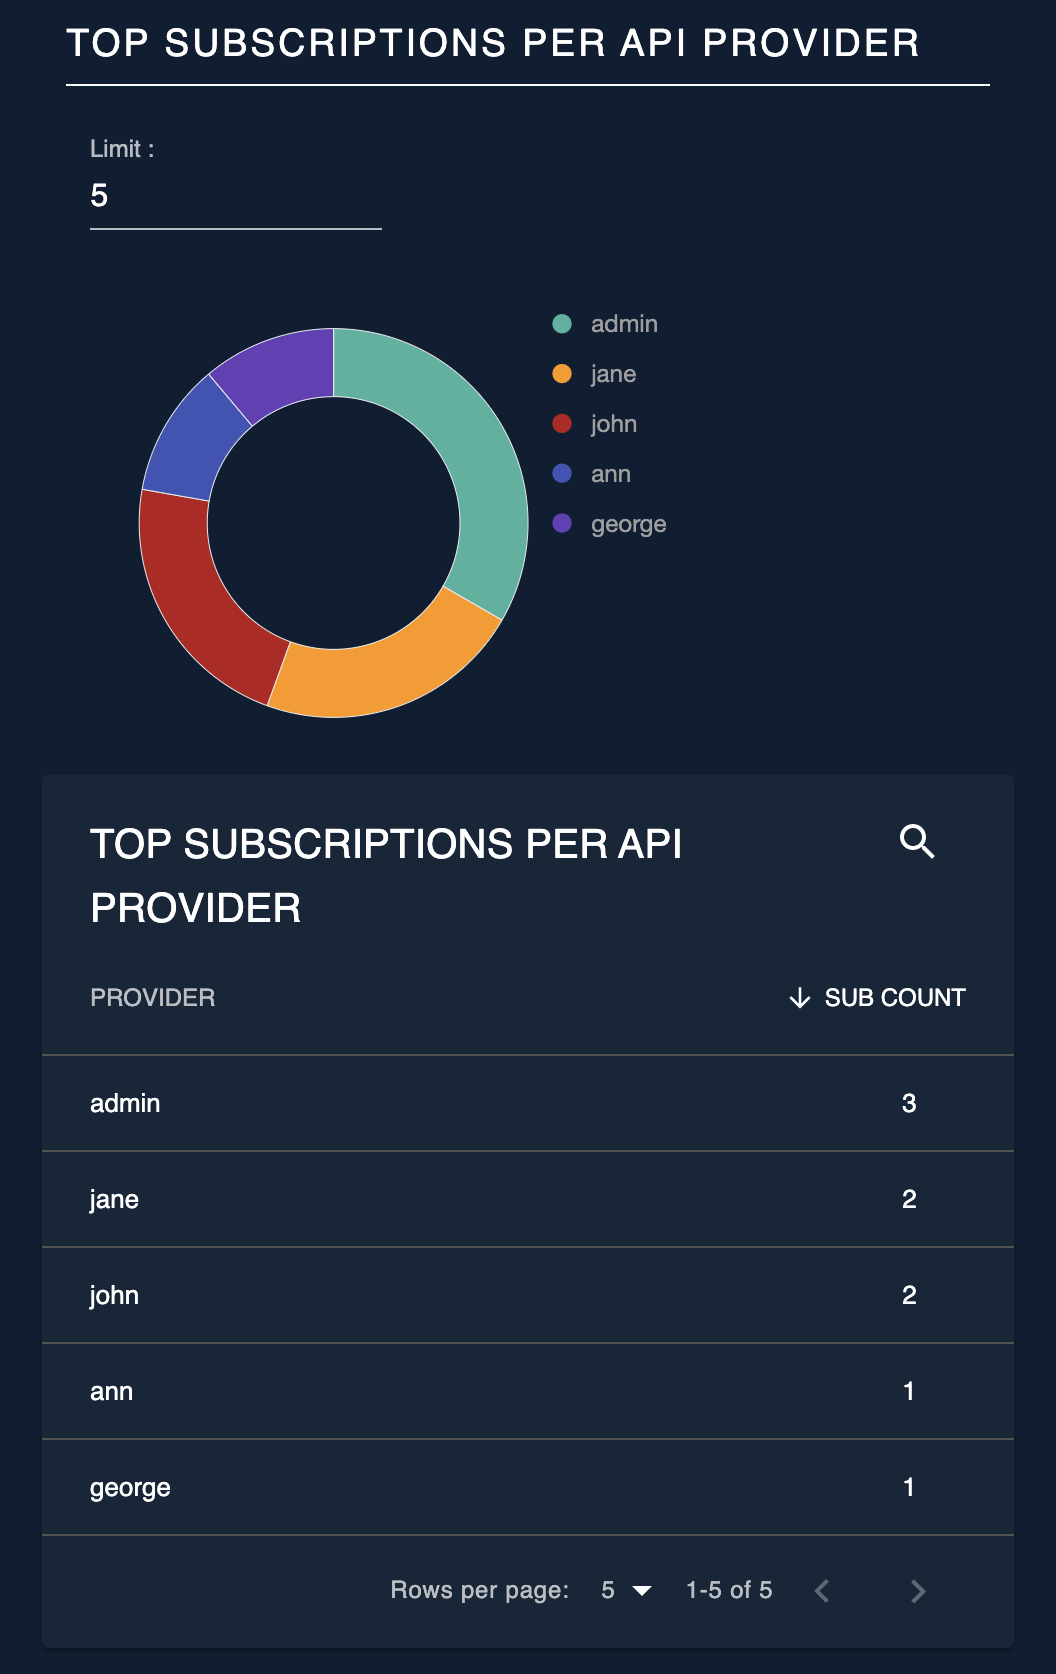 TOP SUBSCRIPTIONS PER API PROVIDER
Limit :
5
admin
jane
john
ann
george
TOP SUBSCRIPTIONS PER API
PROVIDER
PROVIDER SUB COUNT
admin 3
jane 2
john 2
ann 1
george 1
Rows per page: 5 1-5 of 5